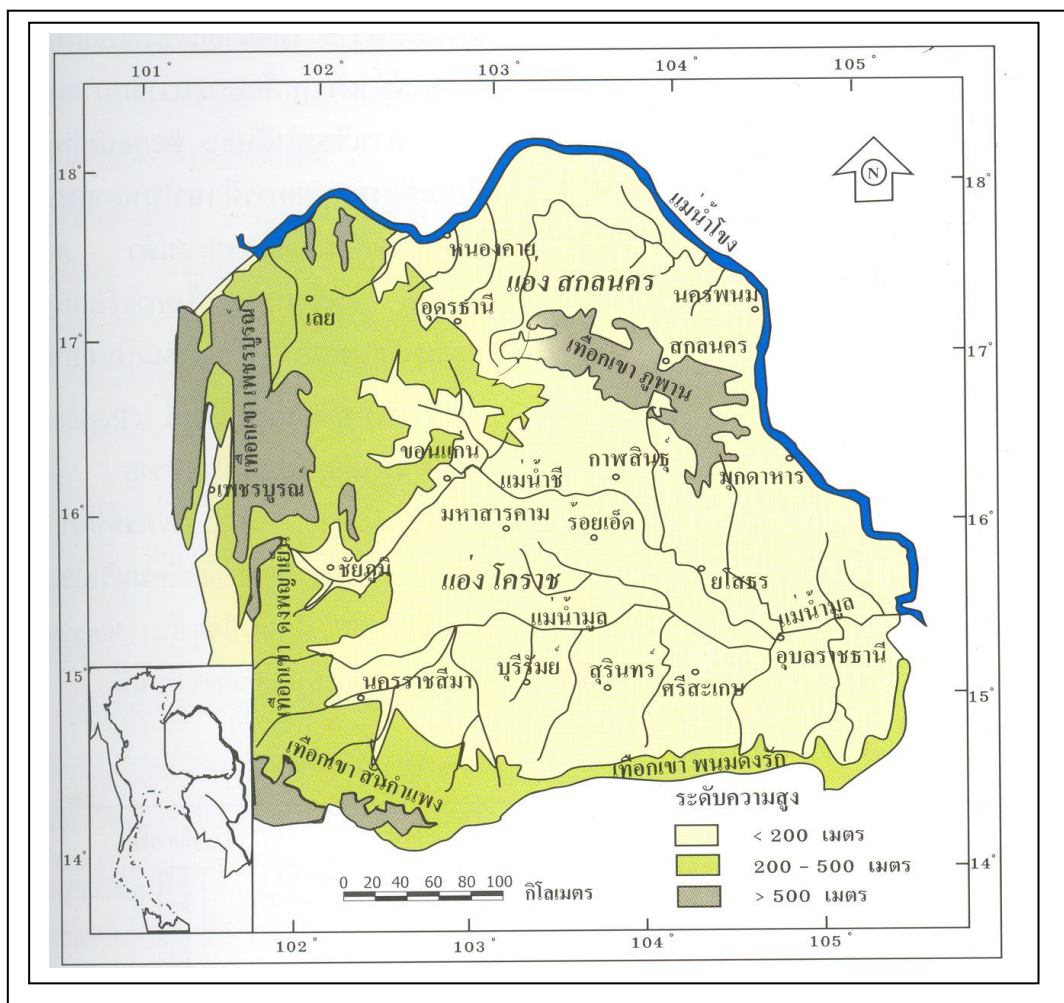 101° 102° 103° 104° 105°
18° 18°
แม่น้ำโขง
N
หนองคาย
แอ่ง สกลนคร
นครพนม
เลย
อุดรธานี
17° 17°
สกลนคร
เทือกเขา ภูพาน
เทือกเขาเพชรบูรณ์
ขอนแก่น
กาฬสินธุ์
มุกดาหาร
แม่น้ำชี
เพชรบูรณ์
16° 16°
มหาสารคาม
ร้อยเอ็ด
ชัยภูมิ
แอ่ง โคราช
ยโสธร
เทือกเขา ดงพญาเย็น
แม่น้ำมูล
แม่น้ำมูล
อุบลราชธานี
15° 15°
นครราชสีมา
บุรีรัมย์
สุรินทร์
ศรีสะเกษ
เทือกเขา สันกำแพง
เทือกเขา พนมดงรัก
ระดับความสูง
< 200 เมตร
200 - 500 เมตร
> 500 เมตร
14° 14°
0 20 40 60 80 100
กิโลเมตร
102° 103° 104° 105°